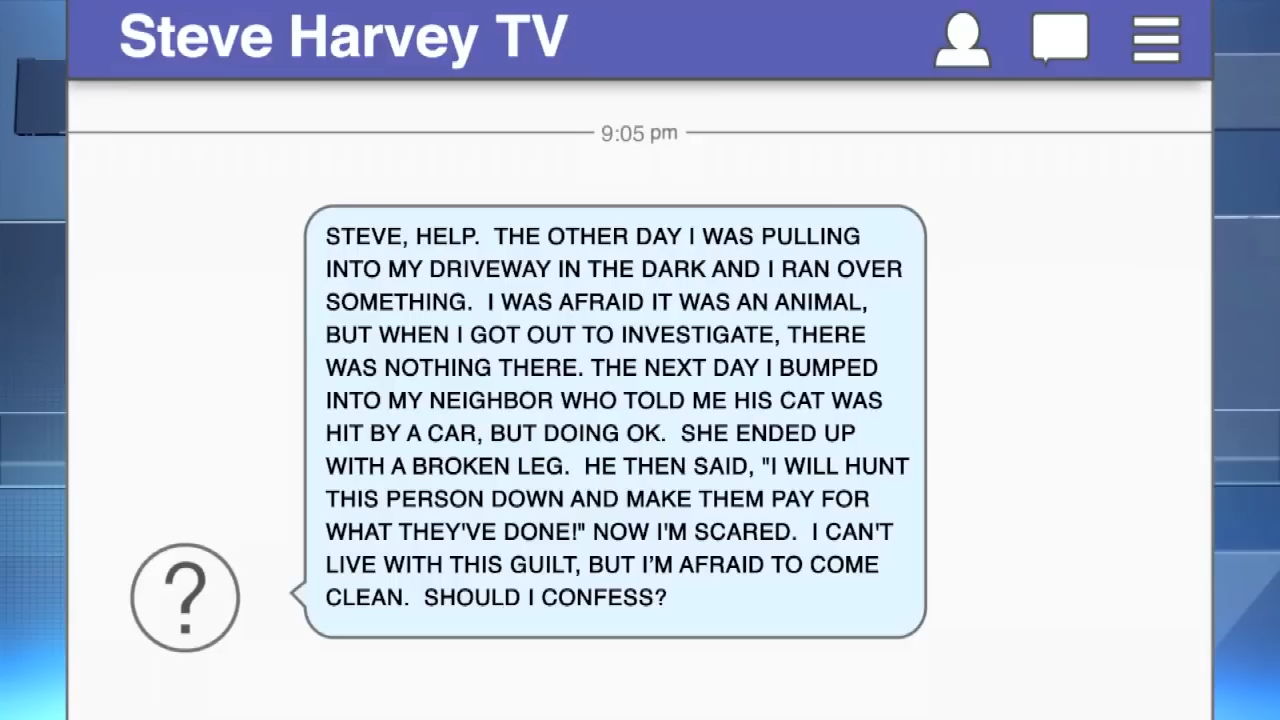 Steve Harvey TV
9:05 pm
STEVE, HELP.  THE OTHER DAY I WAS PULLING
INTO MY DRIVEWAY IN THE DARK AND I RAN OVER
SOMETHING.  I WAS AFRAID IT WAS AN ANIMAL,
BUT WHEN I GOT OUT TO INVESTIGATE, THERE
WAS NOTHING THERE. THE NEXT DAY I BUMPED
INTO MY NEIGHBOR WHO TOLD ME HIS CAT WAS
HIT BY A CAR, BUT DOING OK.  SHE ENDED UP
WITH A BROKEN LEG.  HE THEN SAID, "I WILL HUNT
THIS PERSON DOWN AND MAKE THEM PAY FOR
WHAT THEY'VE DONE!" NOW I'M SCARED.  I CAN'T
LIVE WITH THIS GUILT, BUT I'M AFRAID TO COME
CLEAN.  SHOULD I CONFESS?
?